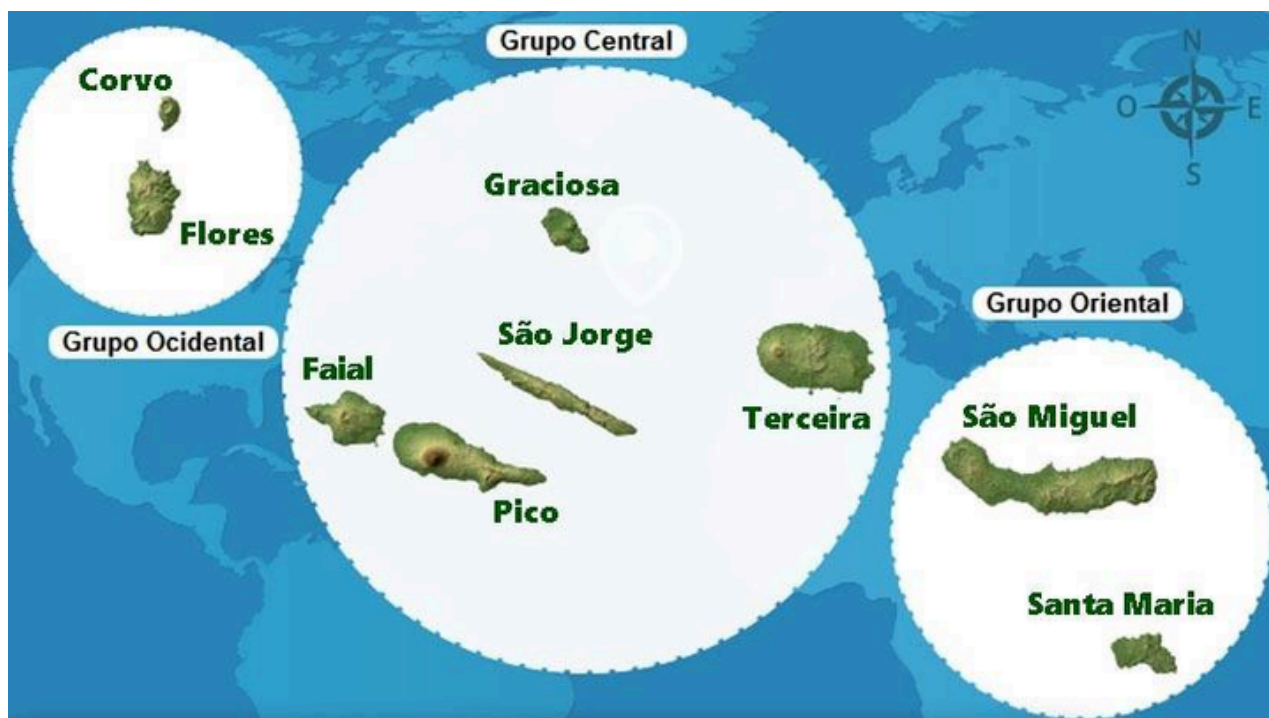 Grupo Central
N
O
E
S
Corvo
Flores
Grupo Ocidental
Graciosa
São Jorge
Faial
Pico
Terceira
Grupo Oriental
São Miguel
Santa Maria